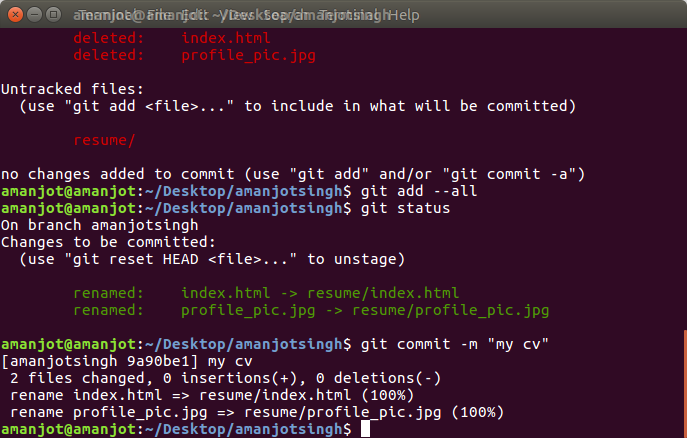 deleted:    index.html
deleted:    profile_pic.jpg
Untracked files:
  (use "git add <file>..." to include in what will be committed)
resume/
no changes added to commit (use "git add" and/or "git commit -a")
amanjot@amanjot:~/Desktop/amanjotsingh$ git add --all
amanjot@amanjot:~/Desktop/amanjotsingh$ git status
On branch amanjotsingh
Changes to be committed:
  (use "git reset HEAD <file>..." to unstage)
renamed:    index.html -> resume/index.html
renamed:    profile_pic.jpg -> resume/profile_pic.jpg
amanjot@amanjot:~/Desktop/amanjotsingh$ git commit -m "my cv"
[amanjotsingh 9a90be1] my cv
 2 files changed, 0 insertions(+), 0 deletions(-)
 rename index.html => resume/index.html (100%)
 rename profile_pic.jpg => resume/profile_pic.jpg (100%)
amanjot@amanjot:~/Desktop/amanjotsingh$